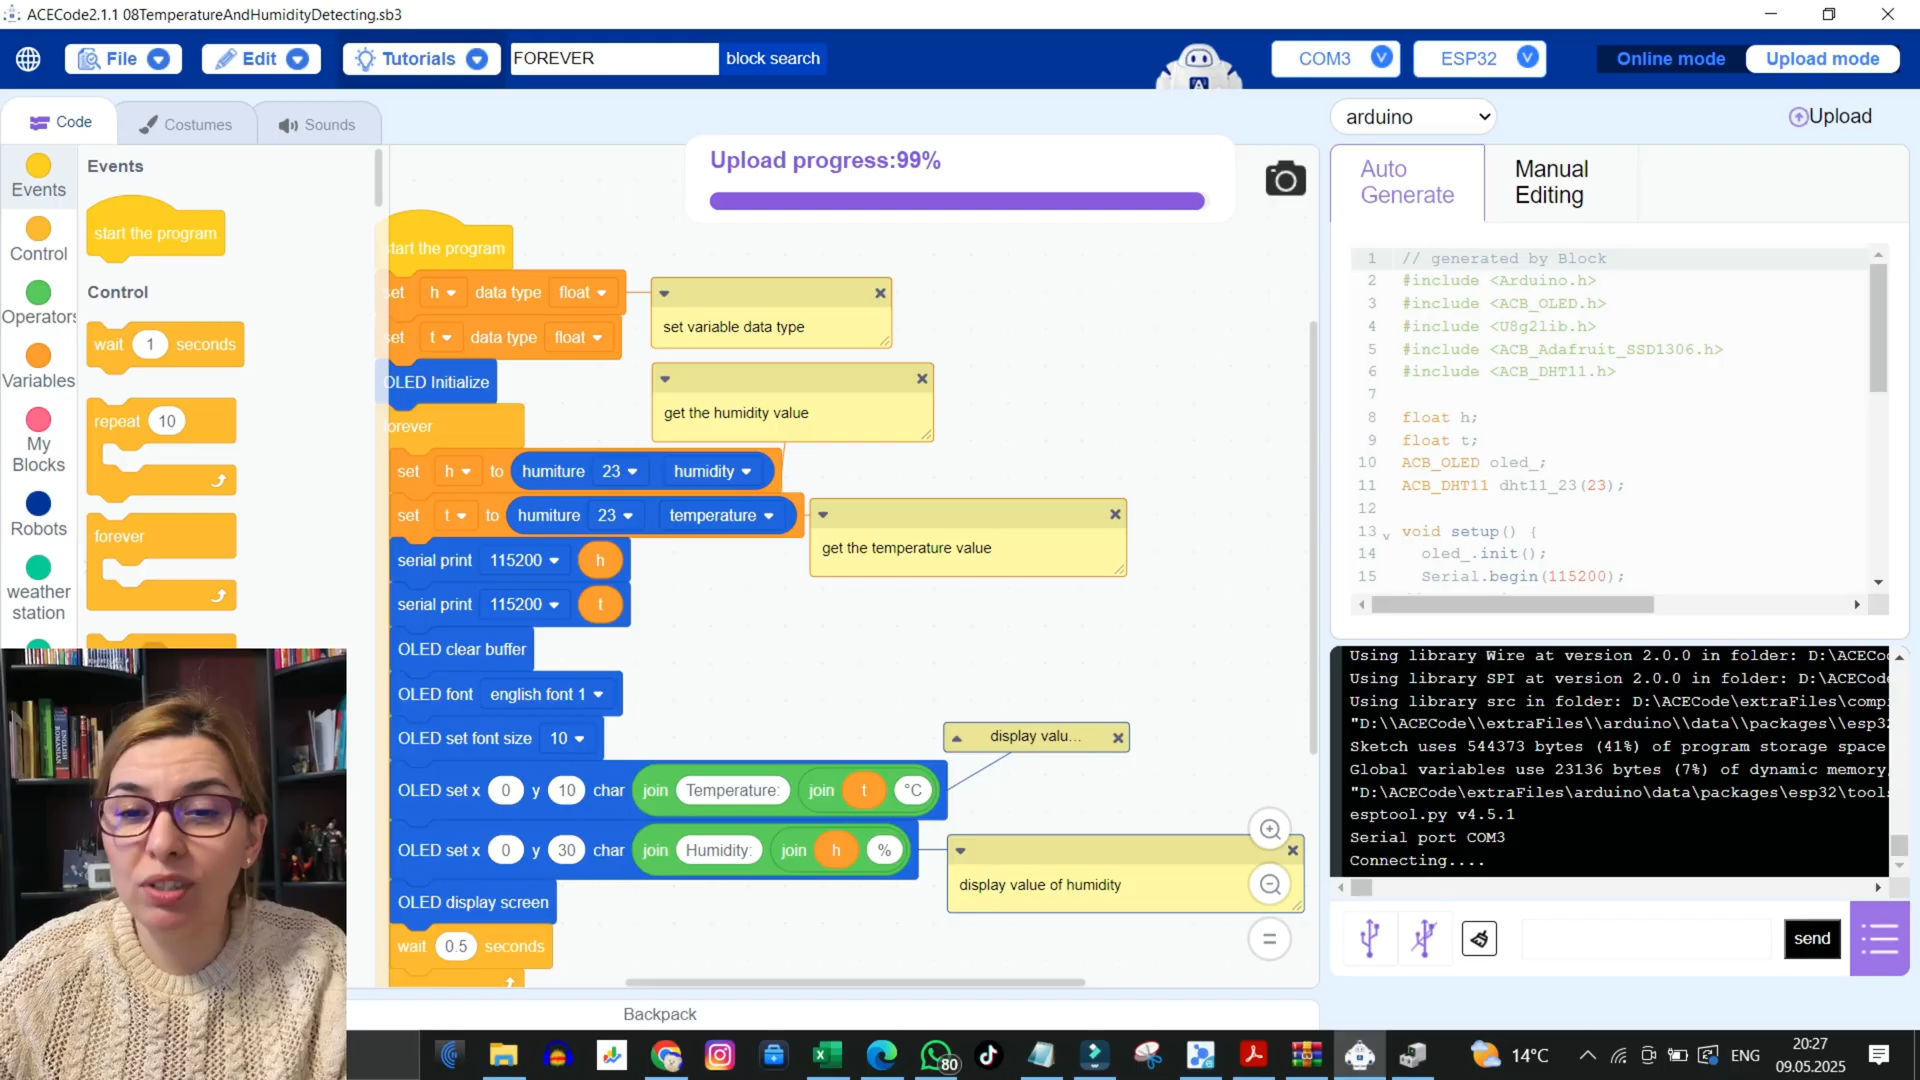 ACECode2.1.1 08TemperatureAndHumidityDetecting.sb3
File
Edit
Tutorials
FOREVER
block search
COM3
ESP32
Online mode
Upload mode
Code
Costumes
Sounds
arduino
Upload
Events
Control
Operators
Variables
My
Blocks
Robots
weather
station
Events
start the program
Control
wait 1 seconds
repeat 10
forever
Upload progress:99%
start the program
set h data type float
set variable data type
set t data type float
OLED Initialize
get the humidity value
forever
set h to humiture 23 humidity
set t to humiture 23 temperature
get the temperature value
serial print 115200 h
serial print 115200 t
OLED clear buffer
OLED font english font 1
OLED set font size 10
display valu...
OLED set x 0 y 10 char join Temperature: join t °C
OLED set x 0 y 30 char join Humidity: join h %
display value of humidity
OLED display screen
wait 0.5 seconds
Backpack
Auto
Generate
Manual
Editing
1 // generated by Block
2 #include <Arduino.h>
3 #include <ACB_OLED.h>
4 #include <U8g2lib.h>
5 #include <ACB_Adafruit_SSD1306.h>
6 #include <ACB_DHT11.h>
7
8 float h;
9 float t;
10 ACB_OLED oled_;
11 ACB_DHT11 dht11_23(23);
12
13 void setup() {
14 oled_.init();
15 Serial.begin(115200);
Using library Wire at version 2.0.0 in folder: D:\ACECo
Using library SPI at version 2.0.0 in folder: D:\ACECode
Using library src in folder: D:\ACECode\extraFiles\comp
"D:\\ACECode\\extraFiles\\arduino\\data\\packages\\esp32
Sketch uses 544373 bytes (41%) of program storage space
Global variables use 23136 bytes (7%) of dynamic memory,
"D:\ACECode\extraFiles\arduino\data\packages\esp32\tool
esptool.py v4.5.1
Serial port COM3
Connecting....
send
80
14°C
ENG
20:27
09.05.2025